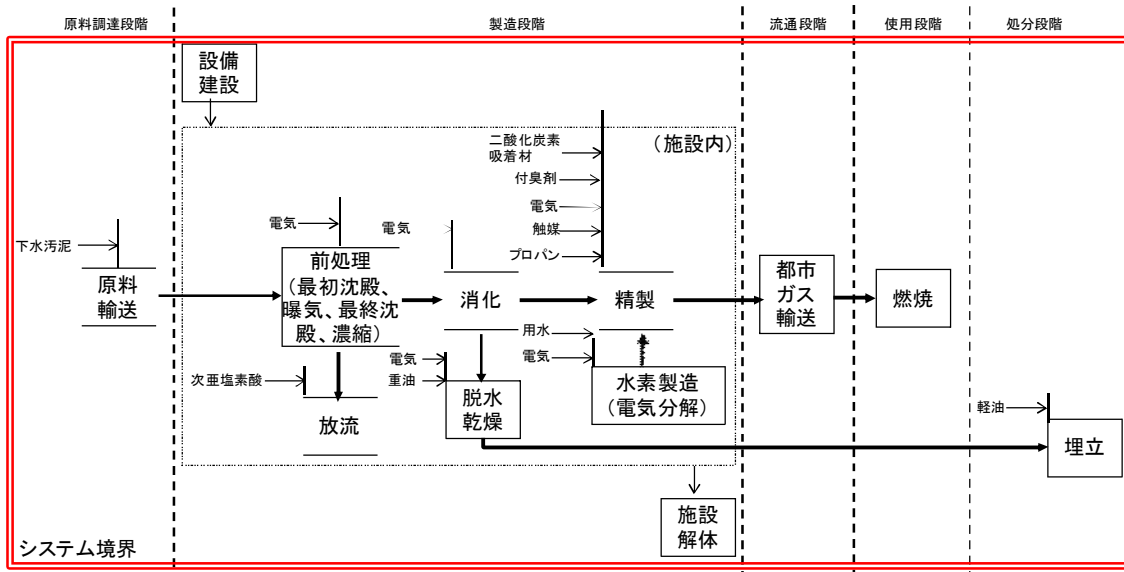 原料調達段階
製造段階
流通段階
使用段階
処分段階
設備
建設
(施設内)
二酸化炭素
吸着材
付臭剤
電気
触媒
プロパン
電気
電気
下水汚泥
原料
輸送
前処理
(最初沈殿、
曝気、最終沈
殿、濃縮)
消化
精製
都市
ガス
輸送
燃焼
用水
電気
電気
重油
次亜塩素酸
放流
脱水
乾燥
水素製造
(電気分解)
軽油
埋立
施設
解体
システム境界